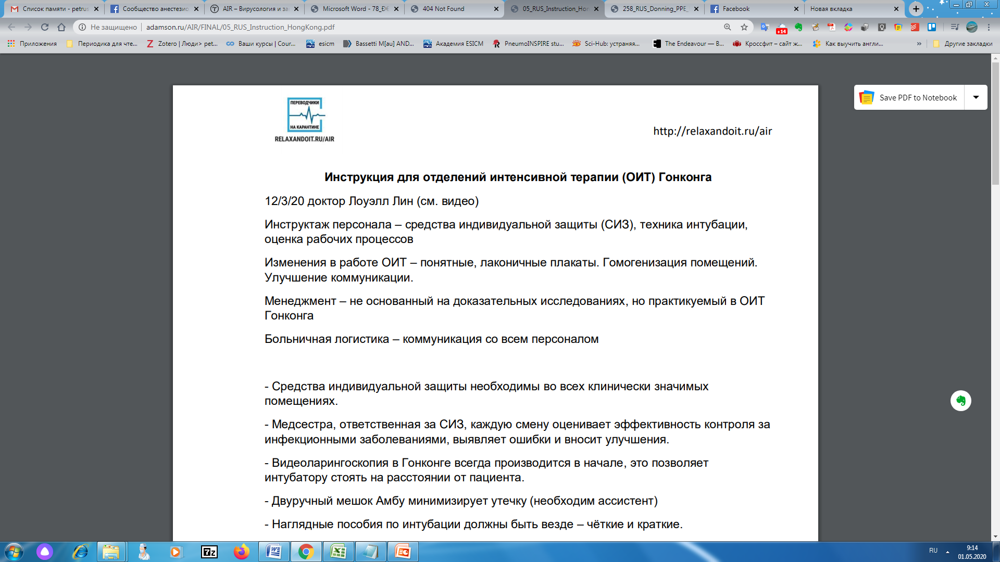 Список памяти - petrus
Сообщество анестезио
AIR – Вирусология и за
Microsoft Word - 78_Ð€
404 Not Found
05_RUS_Instruction_Hon
258_RUS_Donning_PPE_
Facebook
Новая вкладка
Не защищено | adamson.ru/AIR/FINAL/05_RUS_Instruction_HongKong.pdf
+14
Приложения
Периодика для чте...
Zotero | Люди> pet...
Ваши курсы | Cour...
esicm
Bassetti M[au] AND...
Академия ESICM
PneumoINSPIRE stu...
Sci-Hub: устраняя...
The Endeavour — B...
Кроссфит – сайт ж...
Как выучить англи...
»
Другие закладки
Save PDF to Notebook
ПЕРЕВОДЧИКИ
НА КАРАНТИНЕ
RELAXANDOIT.RU/AIR
http://relaxandoit.ru/air
Инструкция для отделений интенсивной терапии (ОИТ) Гонконга
12/3/20 доктор Лоуэлл Лин (см. видео)
Инструктаж персонала – средства индивидуальной защиты (СИЗ), техника интубации,
оценка рабочих процессов
Изменения в работе ОИТ – понятные, лаконичные плакаты. Гомогенизация помещений.
Улучшение коммуникации.
Менеджмент – не основанный на доказательных исследованиях, но практикуемый в ОИТ
Гонконга
Больничная логистика – коммуникация со всем персоналом
- Средства индивидуальной защиты необходимы во всех клинически значимых
помещениях.
- Медсестра, ответственная за СИЗ, каждую смену оценивает эффективность контроля за
инфекционными заболеваниями, выявляет ошибки и вносит улучшения.
- Видеоларингоскопия в Гонконге всегда производится в начале, это позволяет
интубатору стоять на расстоянии от пациента.
- Двуручный мешок Амбу минимизирует утечку (необходим ассистент)
- Наглядные пособия по интубации должны быть везде – чёткие и краткие.
7z
RU
9:14
01.05.2020